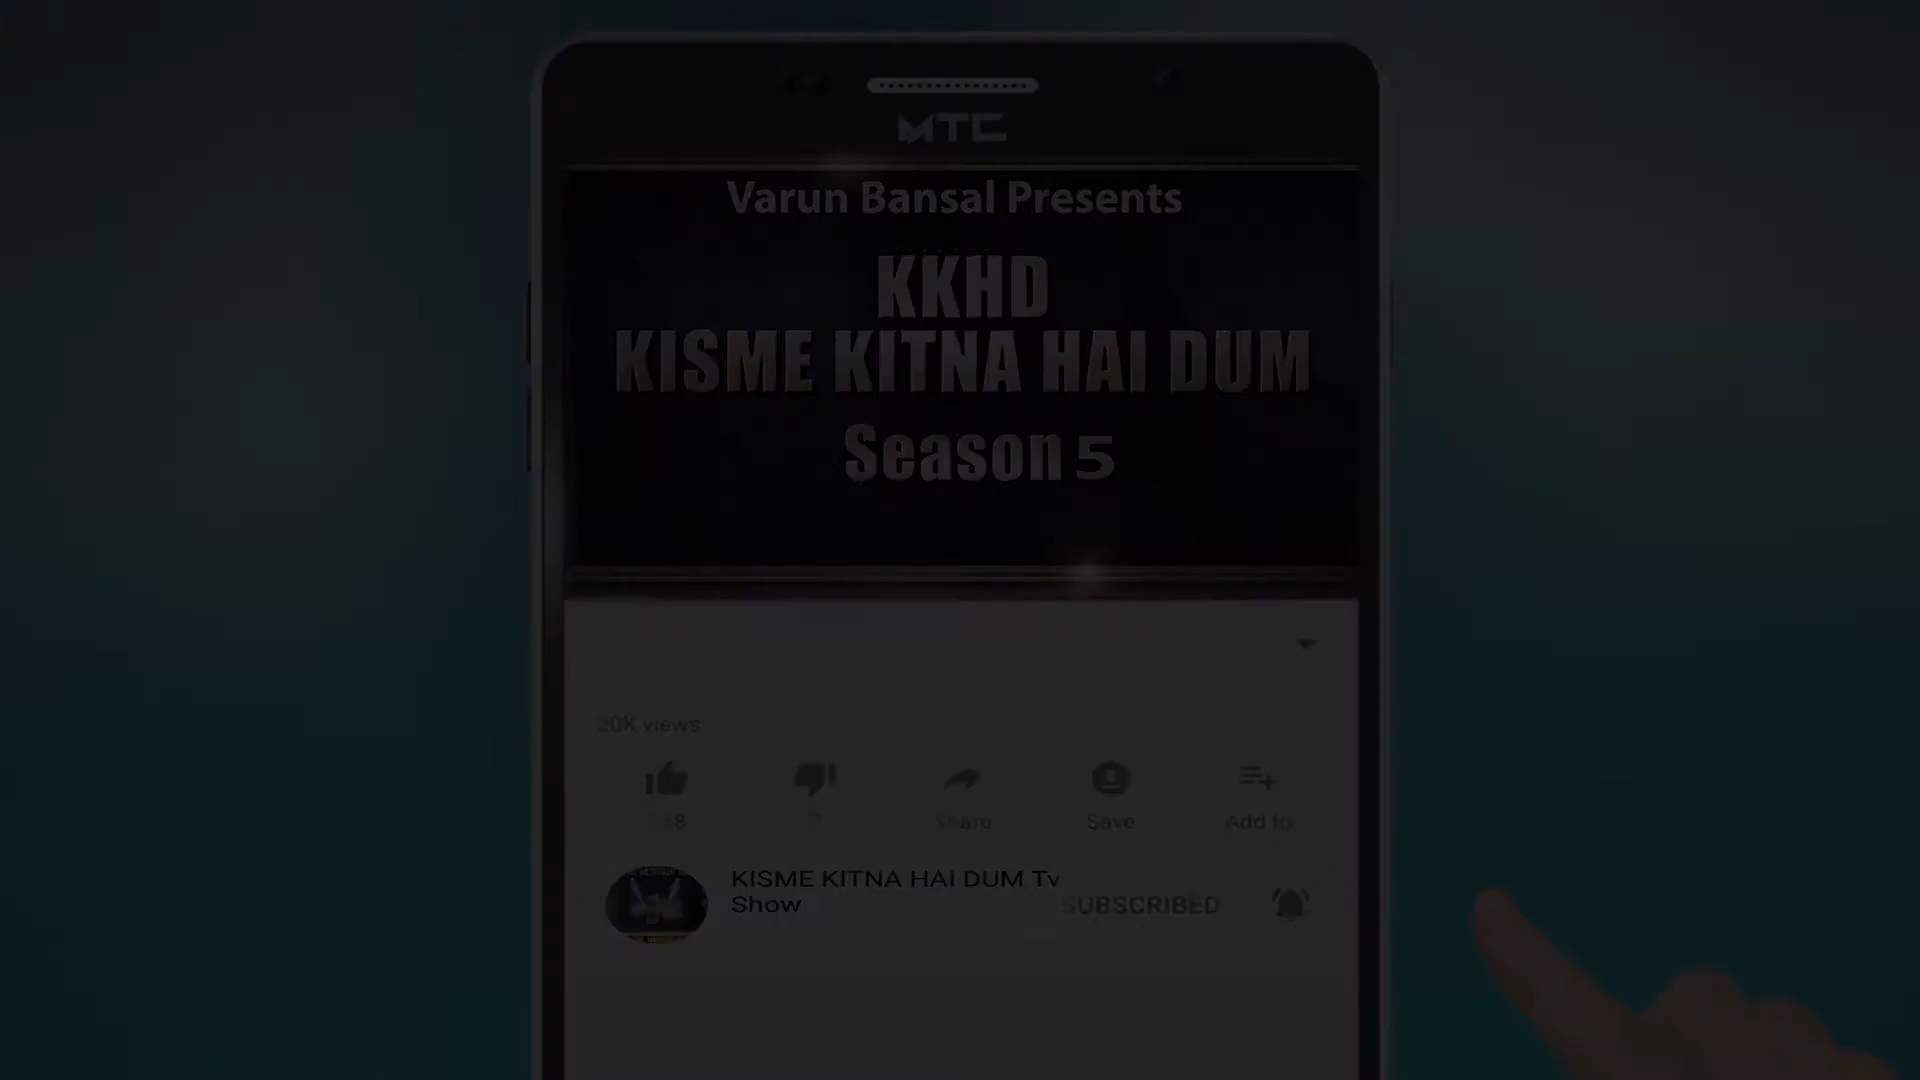 MTC
Varun Bansal Presents
KKHD
KISME KITNA HAI DUM
Season 5
20K views
Share
Save
Add to
KISME KITNA HAI DUM Tv
Show
SUBSCRIBED